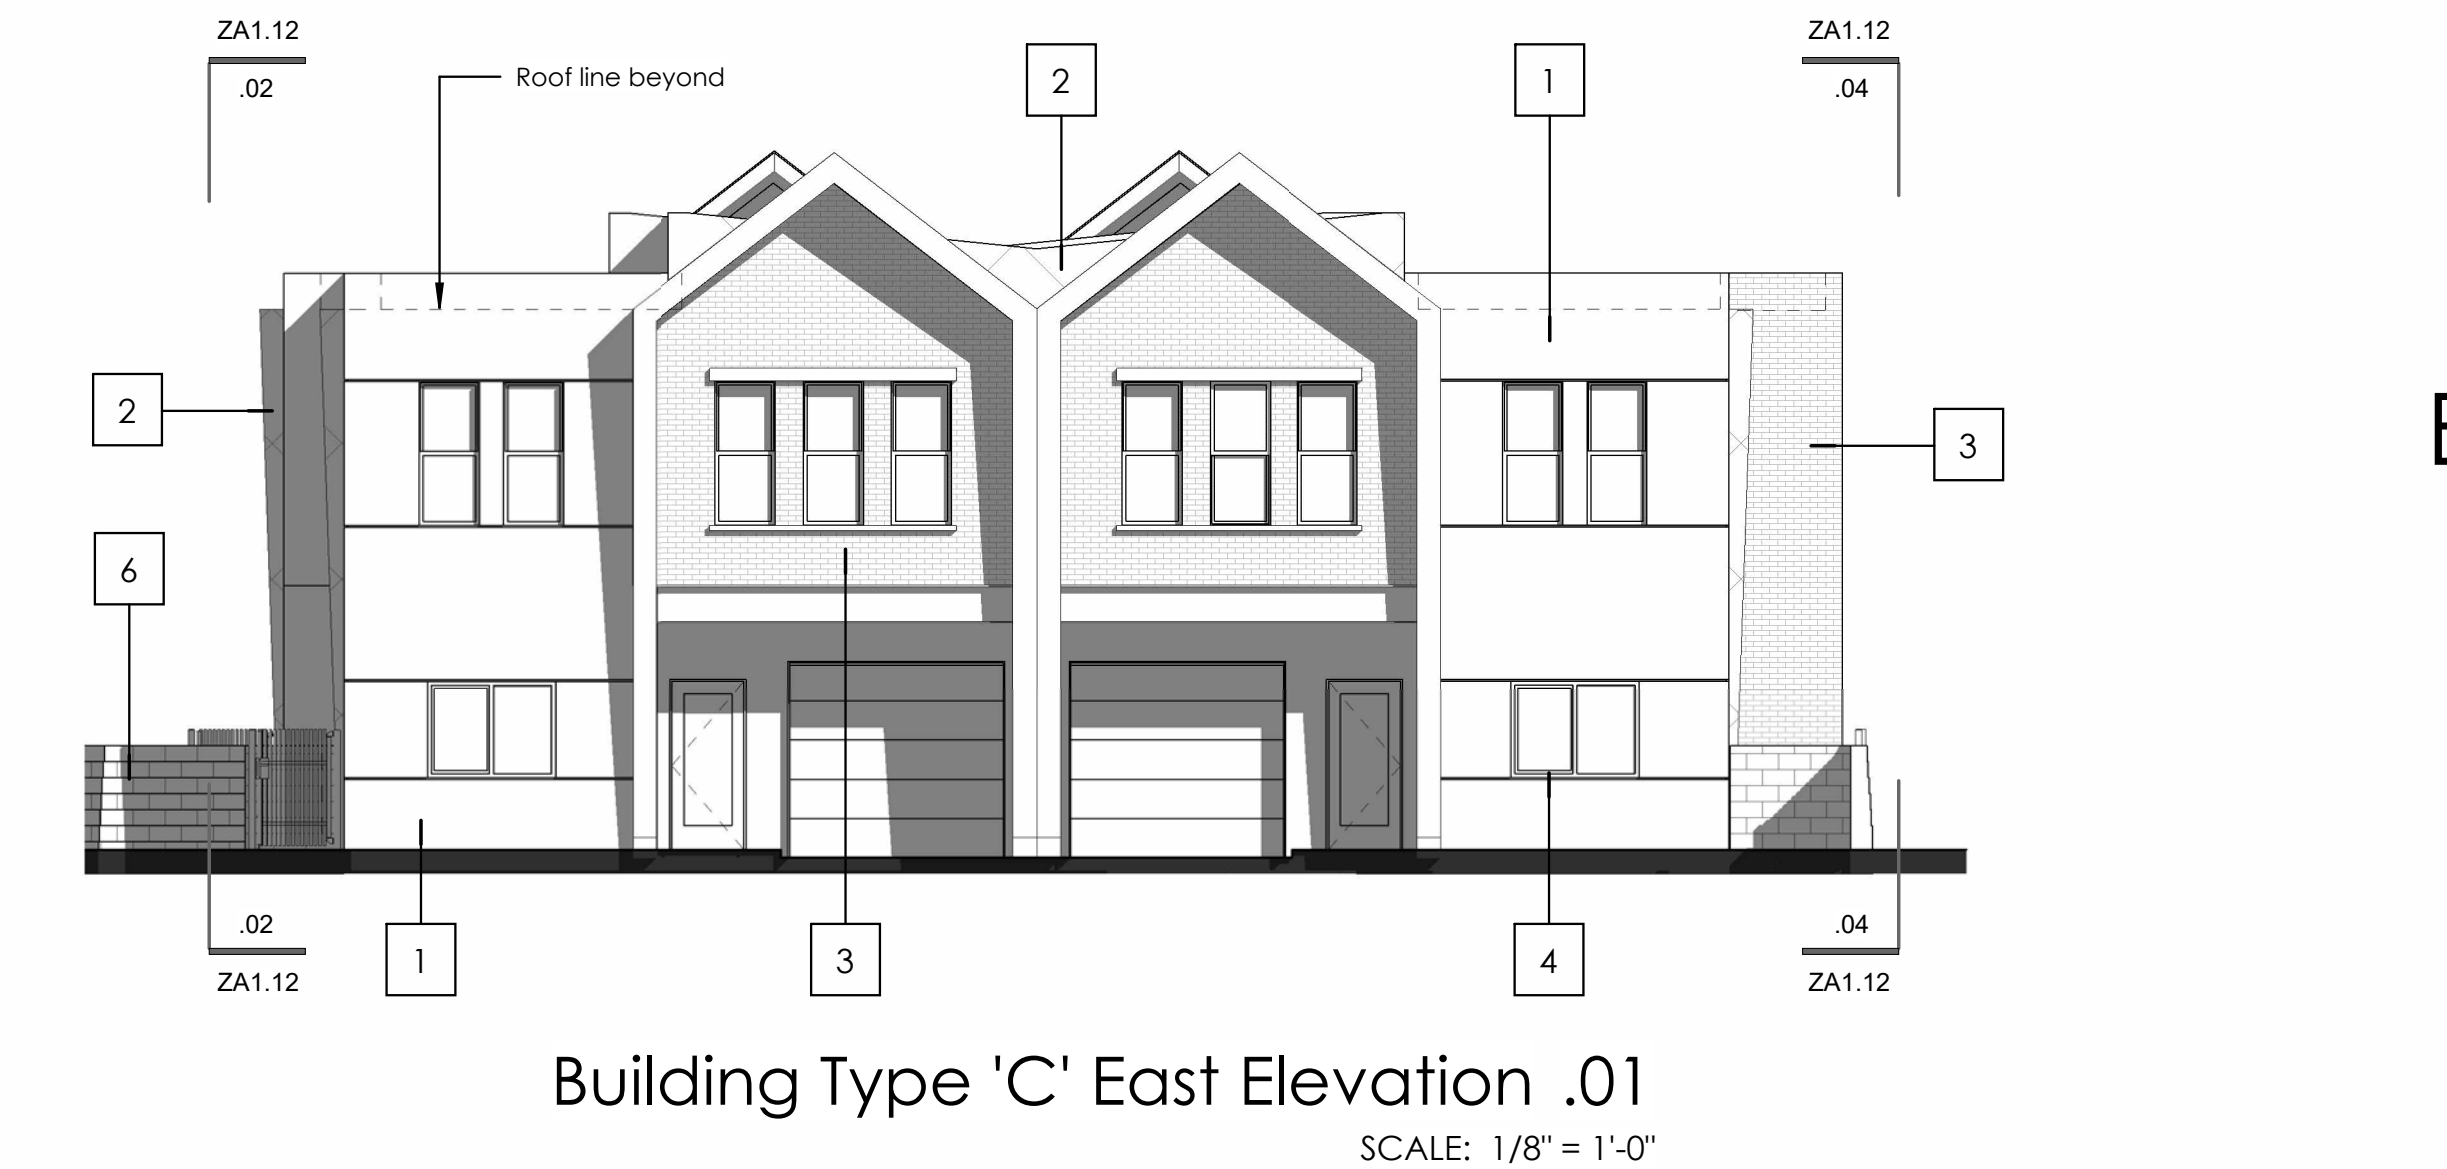 ZA1.12
.02
Roof line beyond
2
1
ZA1.12
.04
2
3
6
.02
ZA1.12
1
3
4
.04
ZA1.12
Building Type 'C' East Elevation .01
SCALE: 1/8" = 1'-0"